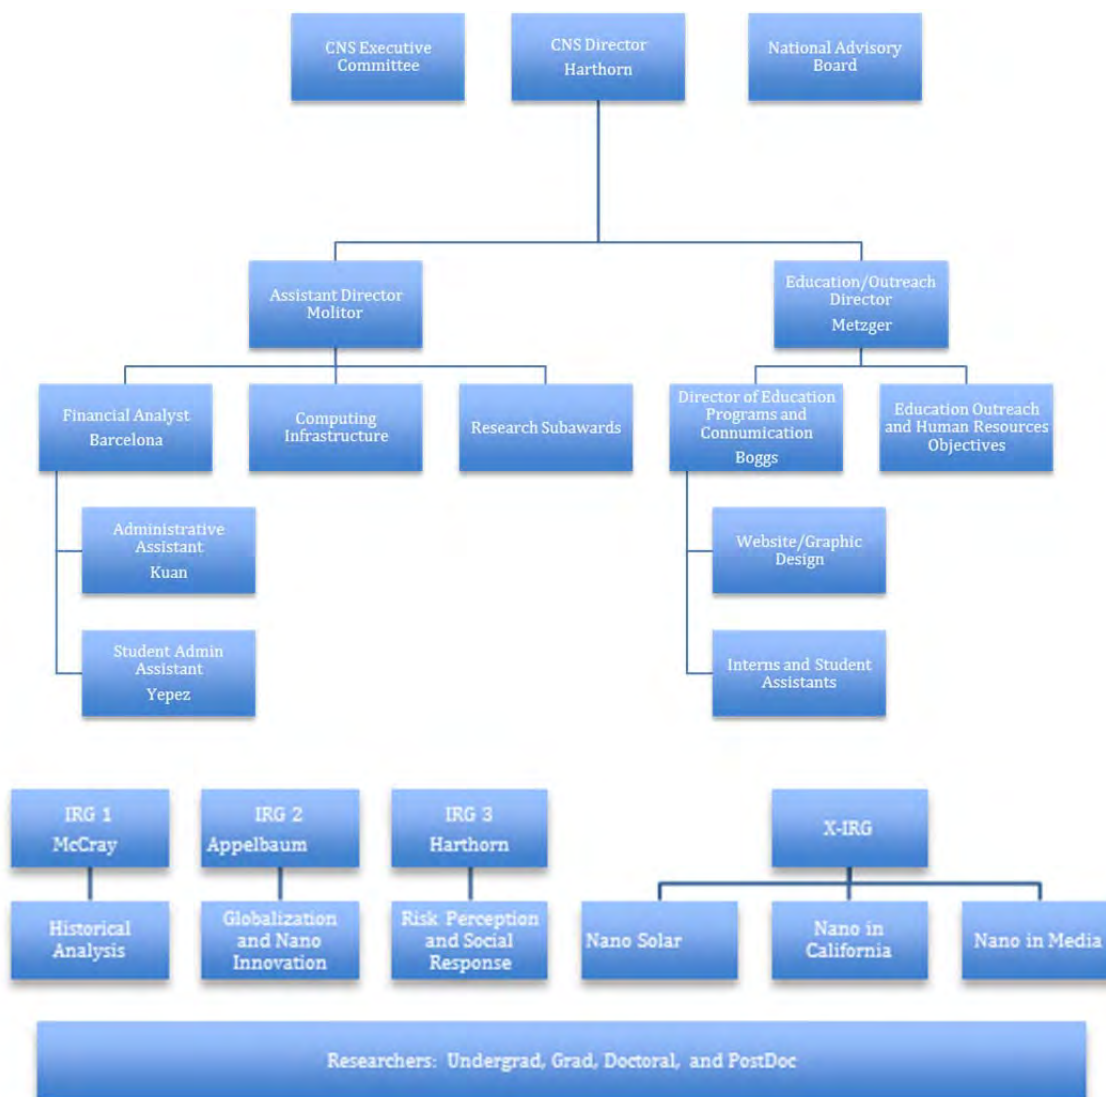 CNS Executive
Committee
CNS Director
Harthorn
National Advisory
Board
Assistant Director
Molitor
Education/Outreach
Director
Metzger
Financial Analyst
Barcelona
Computing
Infrastructure
Research Subawards
Director of Education
Programs and
Connumication
Boggs
Education Outreach
and Human Resources
Objectives
Administrative
Assistant
Kuan
Website/Graphic
Design
Student Admin
Assistant
Yepez
Interns and Student
Assistants
IRG 1
McCray
IRG 2
Appelbaum
IRG 3
Harthorn
X-IRG
Historical
Analysis
Globalization
and Nano
Innovation
Risk Perception
and Social
Response
Nano Solar
Nano in
California
Nano in Media
Researchers: Undergrad, Grad, Doctoral, and PostDoc